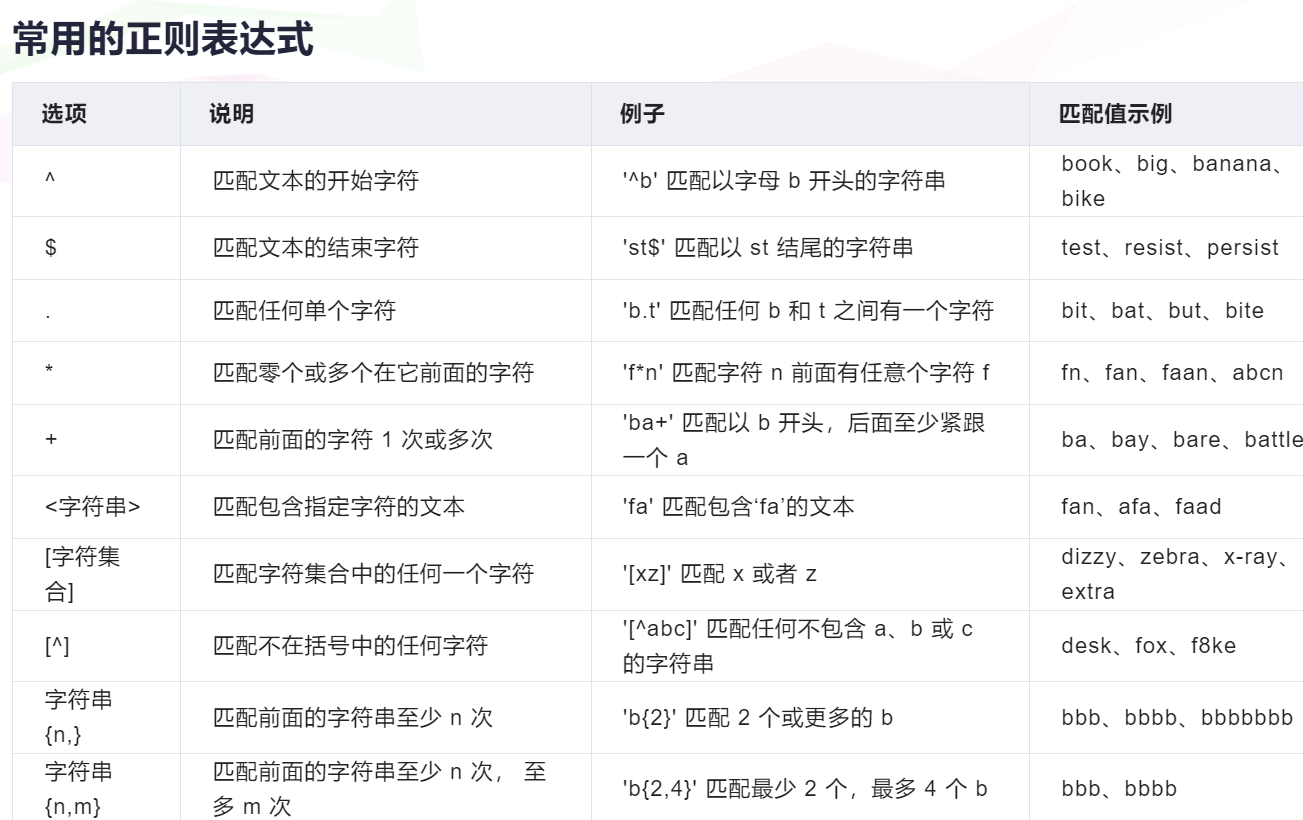 常用的正则表达式
选项 说明 例子 匹配值示例
^ 匹配文本的开始字符 '^b' 匹配以字母 b 开头的字符串 book、big、banana、
bike
$ 匹配文本的结束字符 'st$' 匹配以 st 结尾的字符串 test、resist、persist
. 匹配任何单个字符 'b.t' 匹配任何 b 和 t 之间有一个字符 bit、bat、but、bite
* 匹配零个或多个在它前面的字符 'f*n' 匹配字符 n 前面有任意个字符 f fn、fan、faan、abcn
+ 匹配前面的字符 1 次或多次 'ba+' 匹配以 b 开头，后面至少紧跟
一个 a ba、bay、bare、battle
<字符串> 匹配包含指定字符的文本 'fa' 匹配包含‘fa’的文本 fan、afa、faad
[字符集
合] 匹配字符集合中的任何一个字符 '[xz]' 匹配 x 或者 z dizzy、zebra、x-ray、
extra
[^] 匹配不在括号中的任何字符 '[^abc]' 匹配任何不包含 a、b 或 c
的字符串 desk、fox、f8ke
字符串
{n,} 匹配前面的字符串至少 n 次 'b{2}' 匹配 2 个或更多的 b bbb、bbbb、bbbbbbb
字符串
{n,m} 匹配前面的字符串至少 n 次， 至
多 m 次 'b{2,4}' 匹配最少 2 个，最多 4 个 b bbb、bbbb